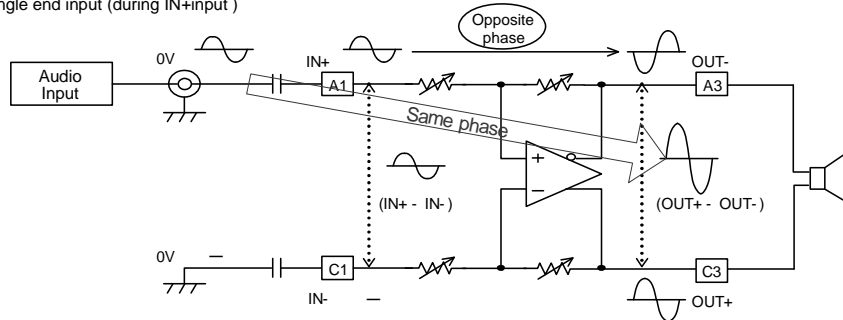 ngle end input (during IN+input )
Opposite
phase
0V
IN+
OUT-
Audio
Input
A1
A3
Same phase
+
−
(IN+ - IN- )
(OUT+ - OUT- )
0V
−
C1
C3
IN-
−
OUT+